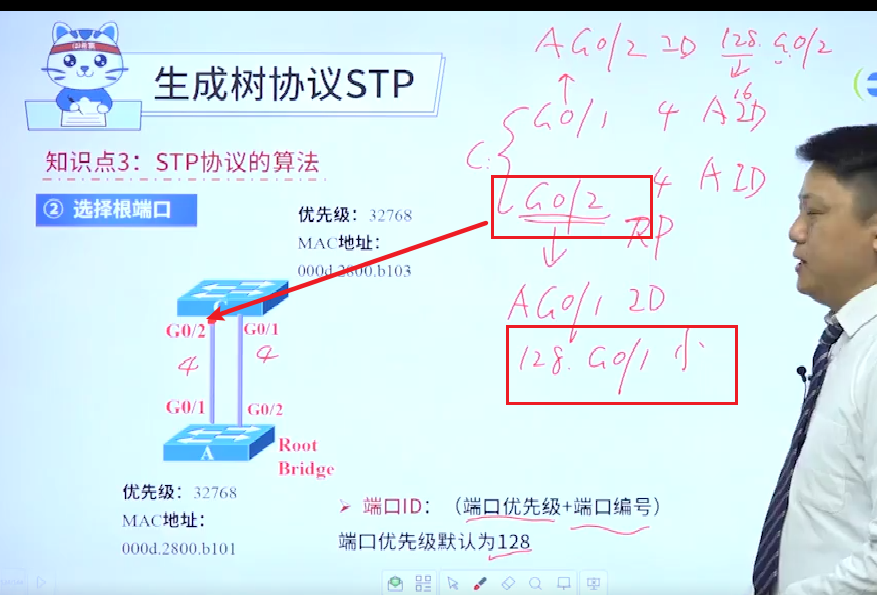 生成树协议STP
知识点3：STP协议的算法
② 选择根端口
优先级：32768
MAC地址：
000d.2800.b103
C
G0/2
G0/1
4
4
G0/1
G0/2
A
Root
Bridge
优先级：32768
MAC地址：
000d.2800.b101
➢ 端口ID：（端口优先级+端口编号）
端口优先级默认为128
A G0/2 ID 128. G0/2
16
C: G0/1 4 A ID
G0/2 4 A ID
RP
A G0/1 ID
128. G0/1 小